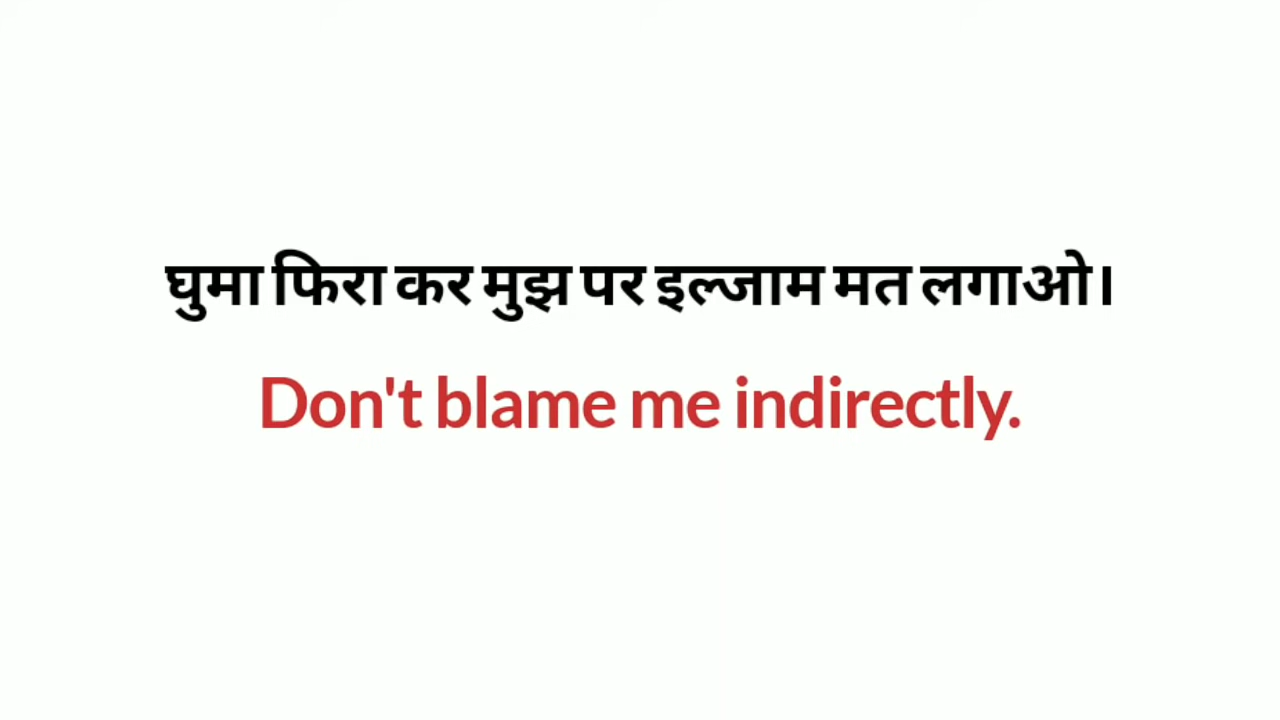 घुमा फिरा कर मुझ पर इल्जाम मत लगाओ।
Don't blame me indirectly.